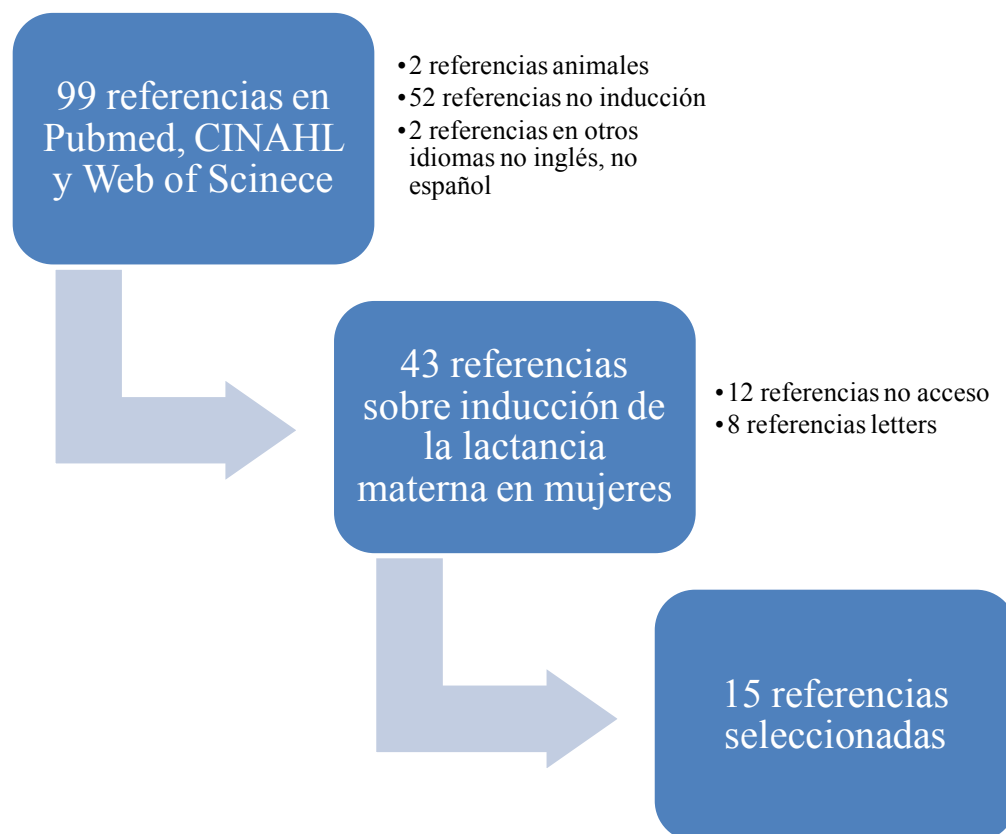 99 referencias en
Pubmed, CINAHL
y Web of Scinece
•2 referencias animales
•52 referencias no inducción
•2 referencias en otros
idiomas no inglés, no
español
43 referencias
sobre inducción de
la lactancia
materna en mujeres
•12 referencias no acceso
•8 referencias letters
15 referencias
seleccionadas